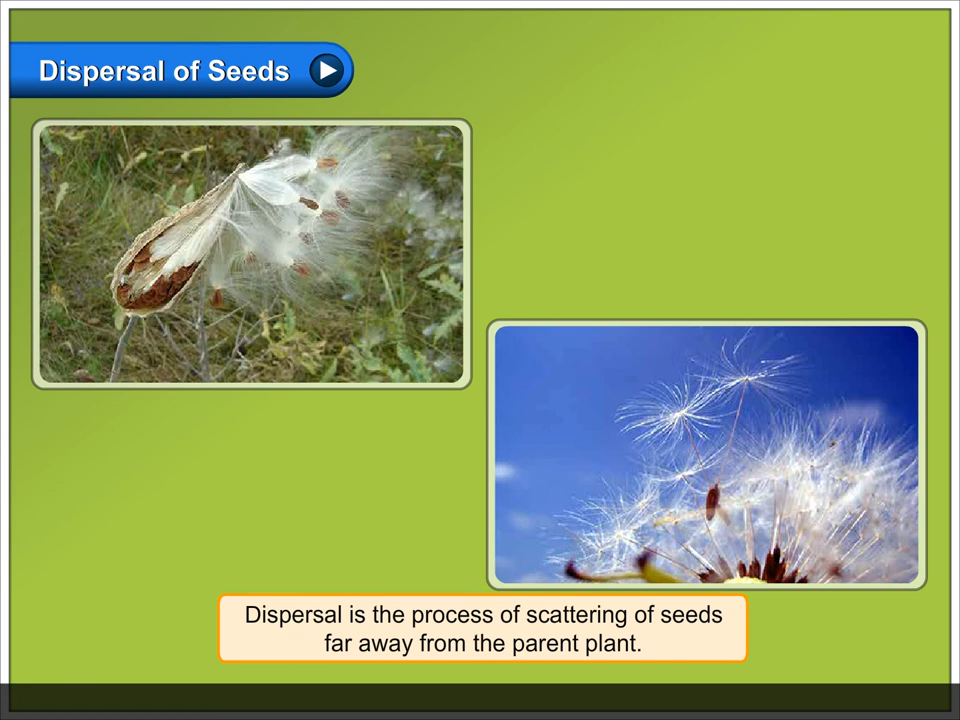 Dispersal of Seeds
Dispersal is the process of scattering of seeds
far away from the parent plant.